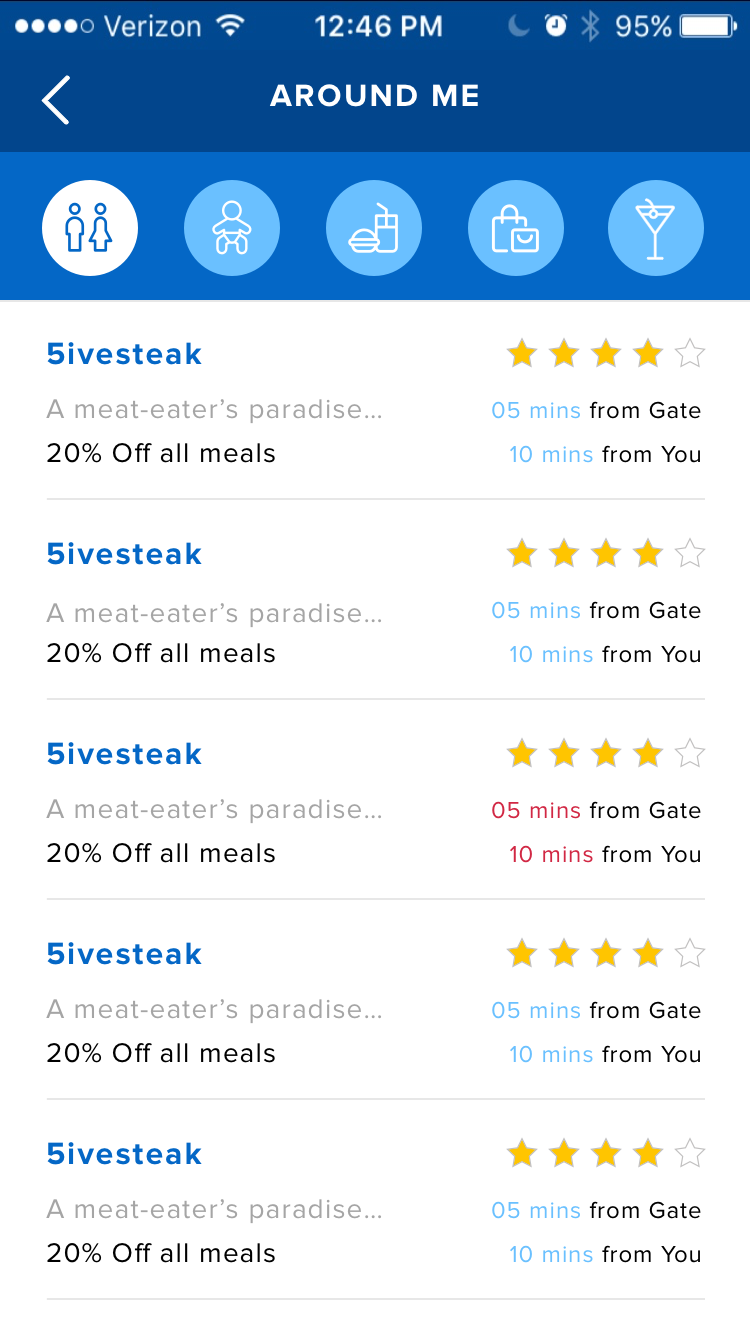 Verizon 12:46 PM 95%
AROUND ME
5ivesteak
A meat-eater’s paradise... 05 mins from Gate
20% Off all meals 10 mins from You
5ivesteak
A meat-eater’s paradise... 05 mins from Gate
20% Off all meals 10 mins from You
5ivesteak
A meat-eater’s paradise... 05 mins from Gate
20% Off all meals 10 mins from You
5ivesteak
A meat-eater’s paradise... 05 mins from Gate
20% Off all meals 10 mins from You
5ivesteak
A meat-eater’s paradise... 05 mins from Gate
20% Off all meals 10 mins from You